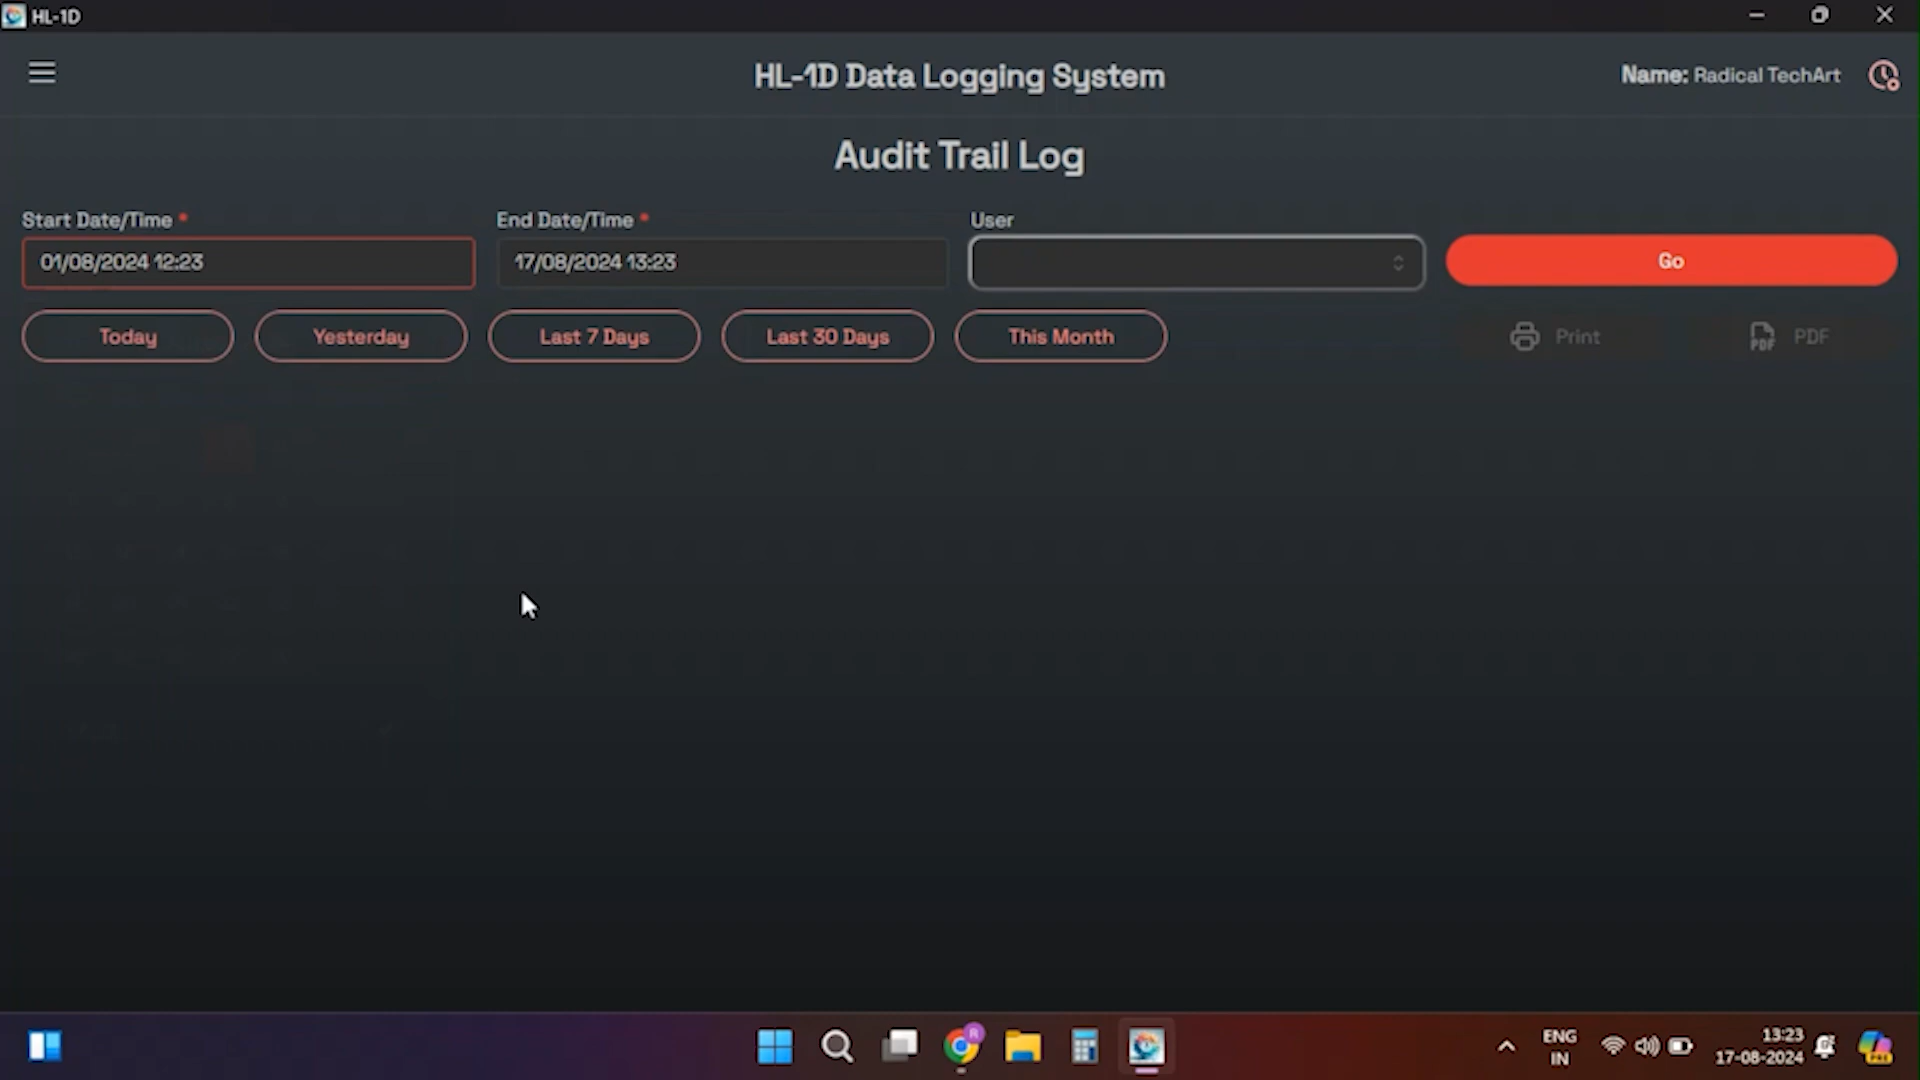 HL-1D
HL-1D Data Logging System
Name: Radical TechArt
Audit Trail Log
Start Date/Time *
End Date/Time *
User
01/08/2024 12:23
17/08/2024 13:23
Go
Today
Yesterday
Last 7 Days
Last 30 Days
This Month
Print
PDF
PDF
R
ENG
IN
13:23
17-08-2024
PRE